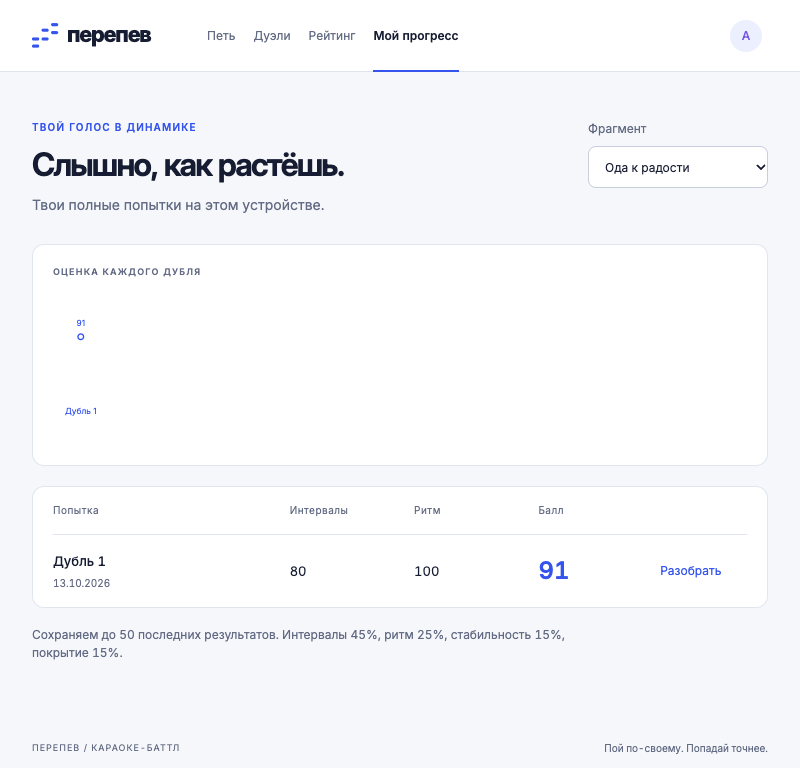 перепев
Петь Дуэли Рейтинг Мой прогресс
А
ТВОЙ ГОЛОС В ДИНАМИКЕ
Слышно, как растёшь.
Твои полные попытки на этом устройстве.
Фрагмент
Ода к радости
ОЦЕНКА КАЖДОГО ДУБЛЯ
91
Дубль 1
Попытка Интервалы Ритм Балл
Дубль 1
13.10.2026
80 100 91 Разобрать
Сохраняем до 50 последних результатов. Интервалы 45%, ритм 25%, стабильность 15%,
покрытие 15%.
ПЕРЕПЕВ / КАРАОКЕ-БАТТЛ
Пой по-своему. Попадай точнее.